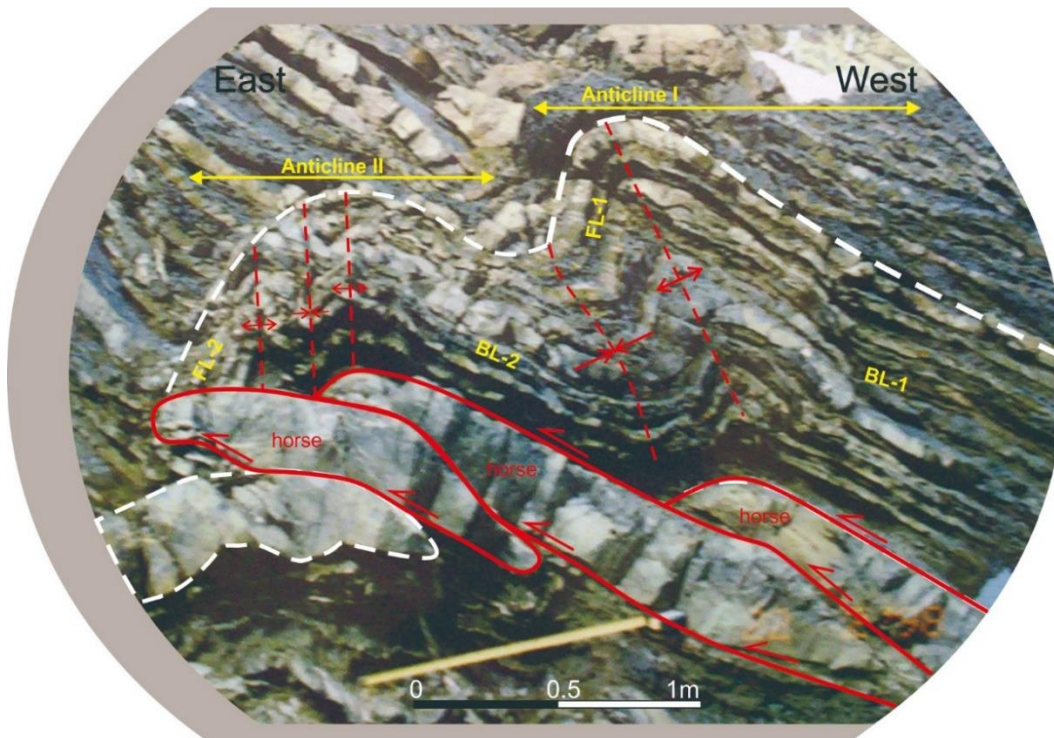 East
West
Anticline I
Anticline II
FL-1
FL-2
BL-2
BL-1
horse
horse
horse
0 0.5 1m